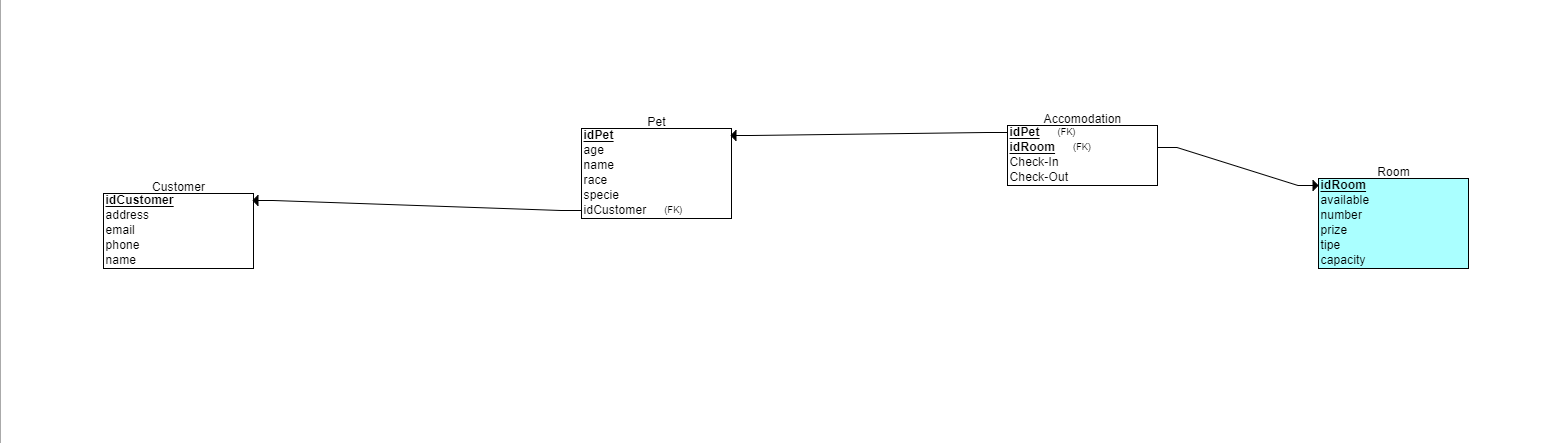 Customer
idCustomer
address
email
phone
name
Pet
idPet
age
name
race
specie
idCustomer (FK)
Accomodation
idPet (FK)
idRoom (FK)
Check-In
Check-Out
Room
idRoom
available
number
prize
tipe
capacity